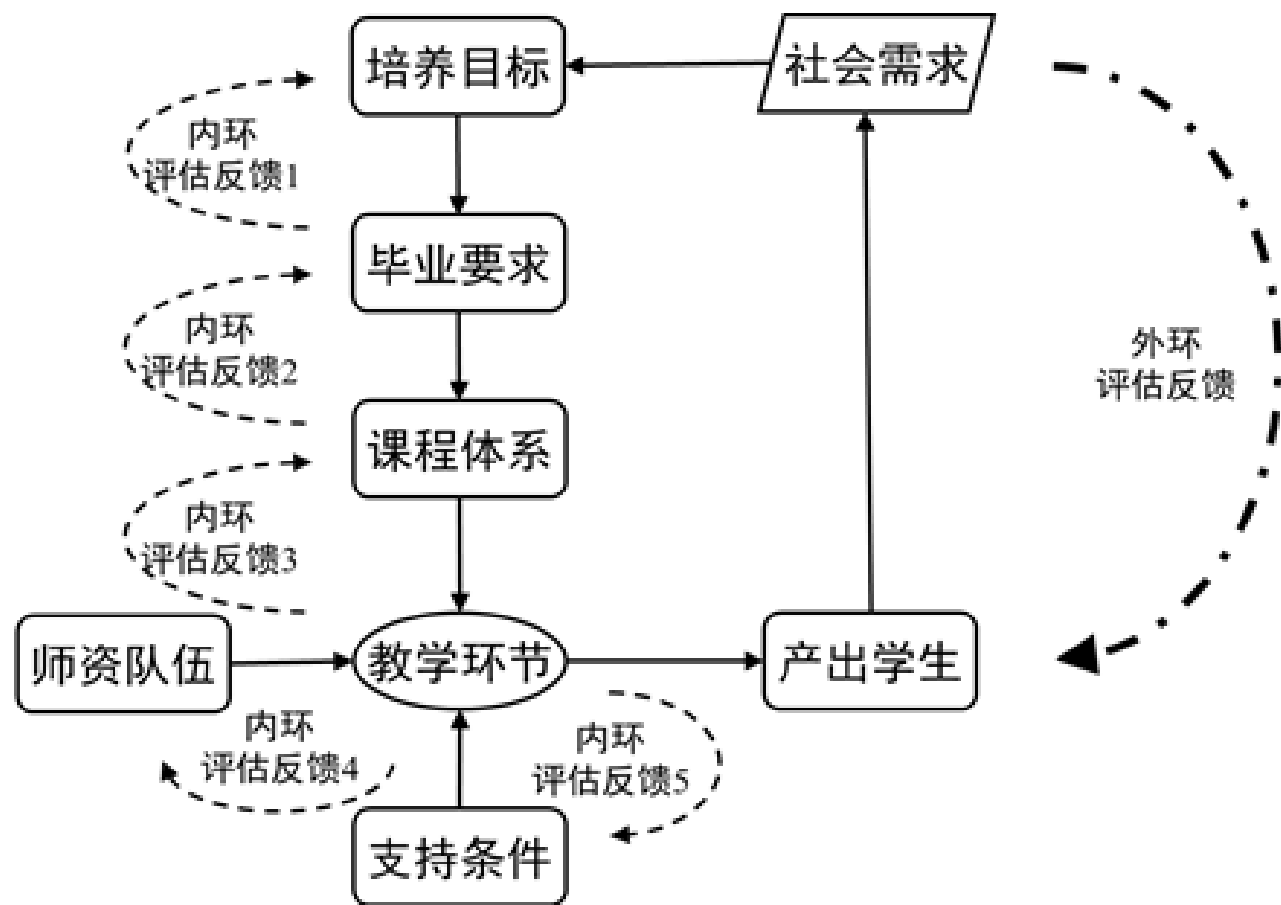 培养目标
社会需求
内环
评估反馈1
毕业要求
内环
评估反馈2
外环
评估反馈
课程体系
内环
评估反馈3
师资队伍
教学环节
产出学生
内环
评估反馈4
内环
评估反馈5
支持条件